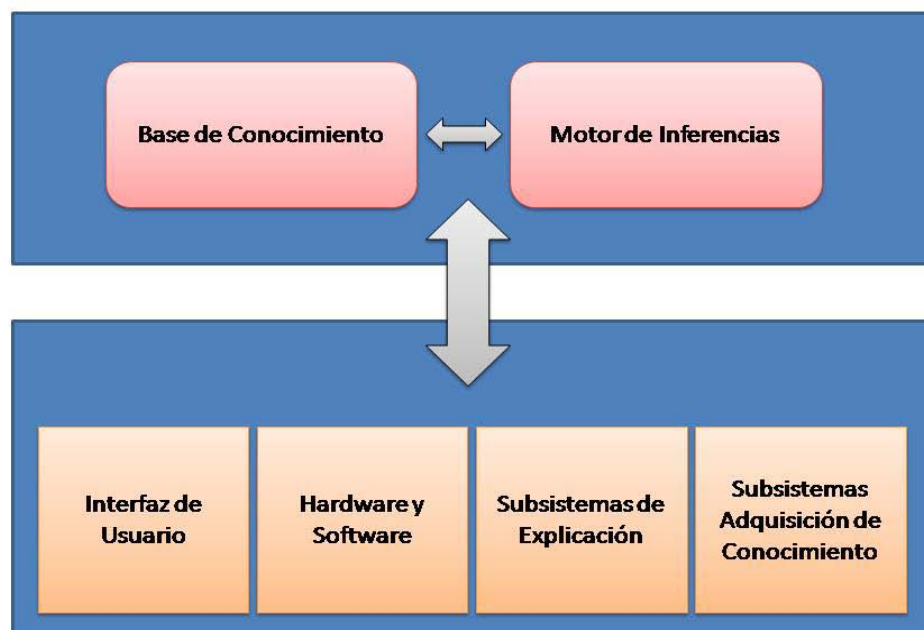 Base de Conocimiento
Motor de Inferencias
Interfaz de
Usuario
Hardware y
Software
Subsistemas de
Explicación
Subsistemas
Adquisición de
Conocimiento